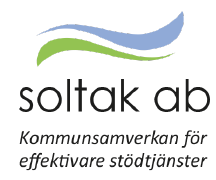 soltak ab
Kommunsamverkan för
effektivare stödtjänster